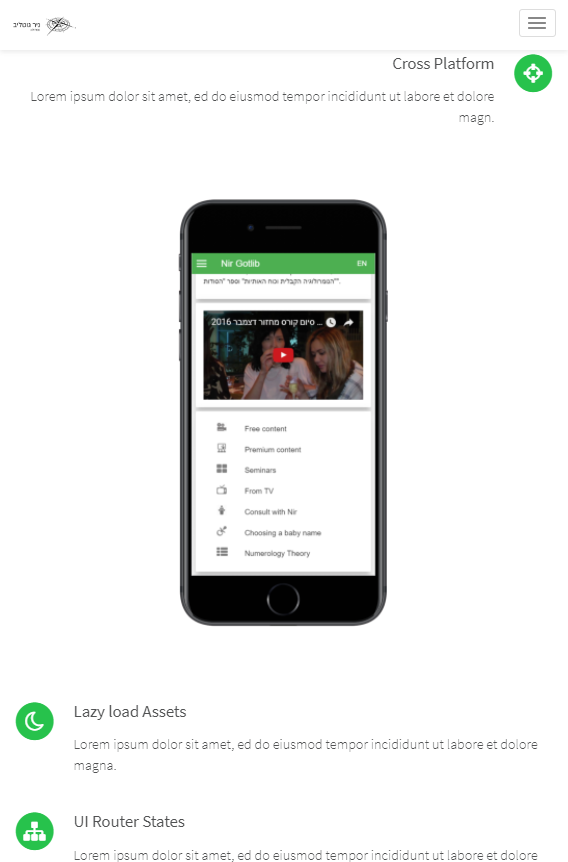 ניר גוטליב
Cross Platform
Lorem ipsum dolor sit amet, ed do eiusmod tempor incididunt ut labore et dolore
magn.
Nir Gotlib
EN
"הנומרולוגיה הקבלית וכוח האותיות" וספר "הסודות".
סיום קורס מחזור דצמבר 2016 ...
Free content
Premium content
Seminars
From TV
Consult with Nir
Choosing a baby name
Numerology Theory
Lazy load Assets
Lorem ipsum dolor sit amet, ed do eiusmod tempor incididunt ut labore et dolore
magna.
UI Router States
Lorem ipsum dolor sit amet, ed do eiusmod tempor incididunt ut labore et dolore